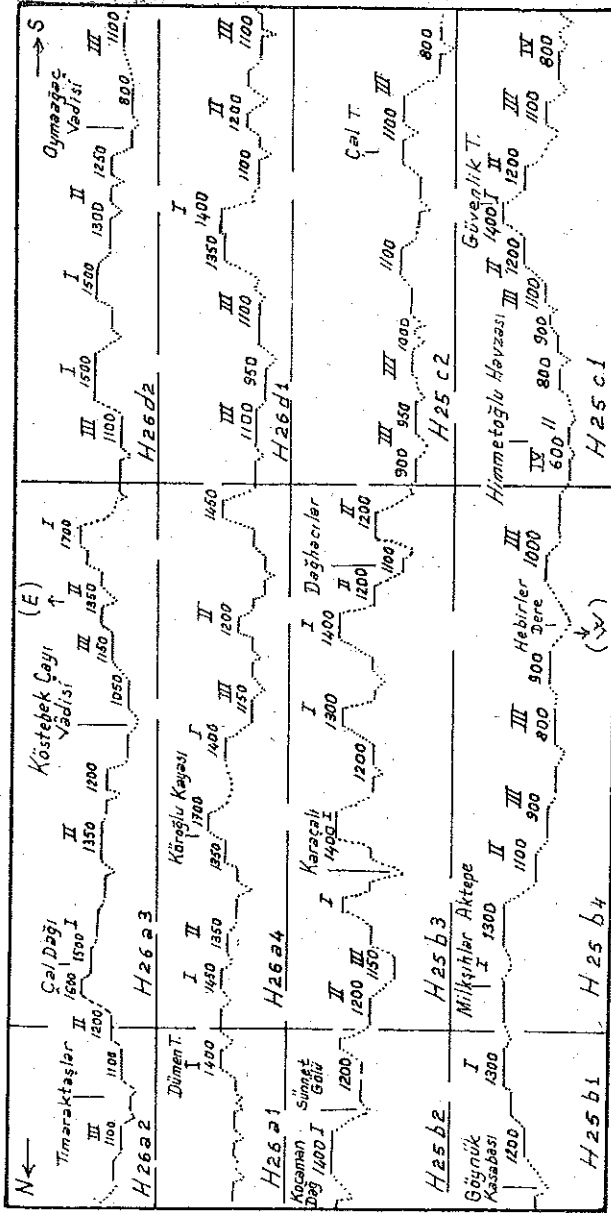 N←
(E)
→S
Tımaraktaşlar
III
1100
1100
II
1200
Çal Dağı
1600
1500
I
II
1350
1200
Köstebek Çayı
Vadisi
1050
III
1150
II
1350
I
1700
III
1100
I
1500
I
1500
II
1300
1250
Oymaağaç
Vadisi
800
III
1100
H26a2
H26a3
H26d2
Dümen T.
I
1400
I
1450
II
1350
Köroğlu Kayası
1700
1350
I
1400
III
1150
II
1200
1450
III
1100
950
III
1100
1350
I
1400
1100
II
1200
III
1100
H26a1
H26a4
H26d1
Kocaman
Dağ
1400 I
Sünnet
Gölü
1200
II
1200
III
1150
I
Karaçalı
1400 I
1200
I
1300
I
1400
Dağhacılar
II
1200
1100
II
1200
III
900
III
950
1000
1100
Çal T.
1100
III
800
H25b2
H25b3
H25c2
Göynük
Kasabası
1200
I
1300
Milkşıhlar Aktepe
I
1300
II
1100
III
900
III
800
900
Hebirler
Dere
(W)
III
1000
Himmetoğlu Havzası
IV
600
II
800
900
III
1100
II
1200
Güvenlik T.
1400 I
II
1200
III
1100
IV
800
H25b1
H25b4
H25c1